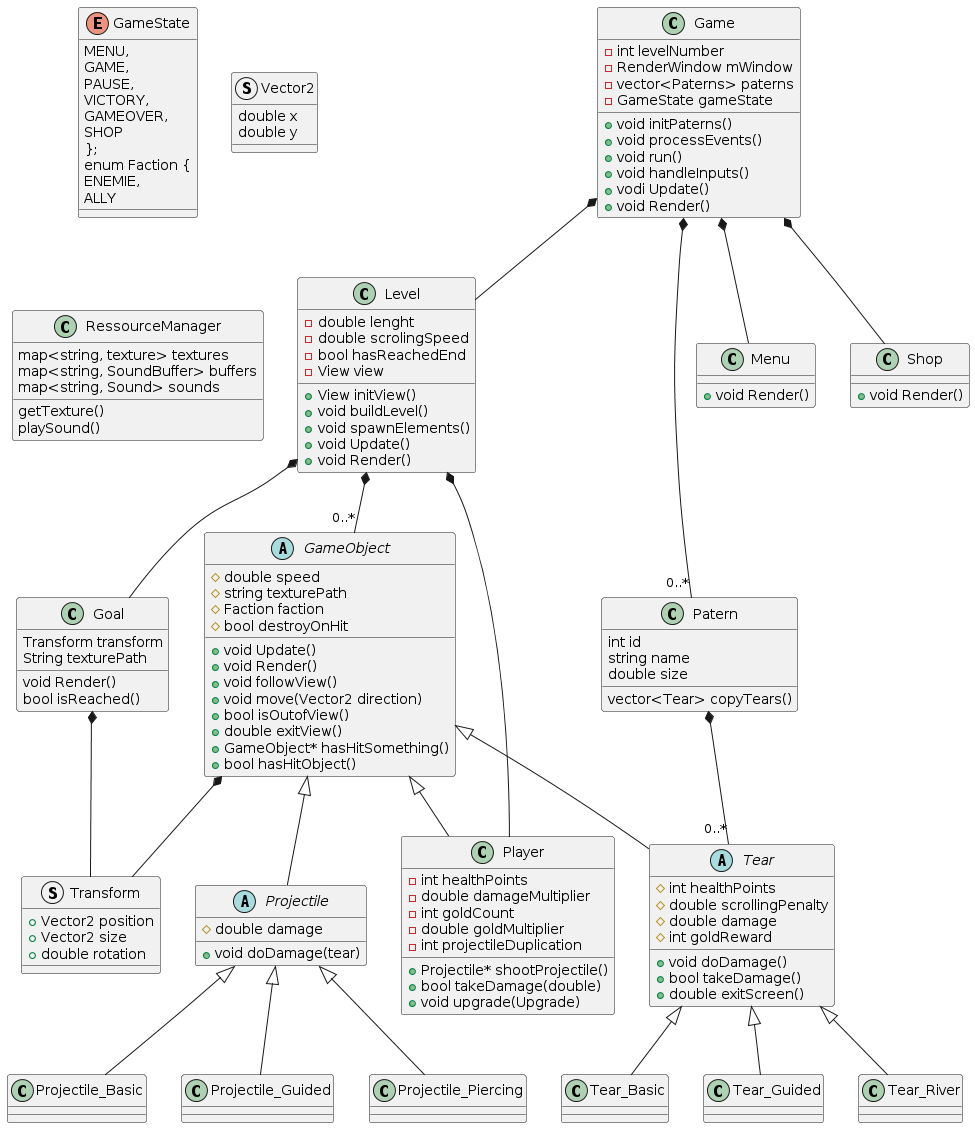 E GameState
MENU,
GAME,
PAUSE,
VICTORY,
GAMEOVER,
SHOP
};
enum Faction {
ENEMIE,
ALLY
S Vector2
double x
double y
C Game
int levelNumber
RenderWindow mWindow
vector<Paterns> paterns
GameState gameState
void initPaterns()
void processEvents()
void run()
void handleInputs()
vodi Update()
void Render()
C RessourceManager
map<string, texture> textures
map<string, SoundBuffer> buffers
map<string, Sound> sounds
getTexture()
playSound()
C Level
double lenght
double scrolingSpeed
bool hasReachedEnd
View view
View initView()
void buildLevel()
void spawnElements()
void Update()
void Render()
C Menu
void Render()
C Shop
void Render()
0..*
0..*
C Goal
Transform transform
String texturePath
void Render()
bool isReached()
A GameObject
double speed
string texturePath
Faction faction
bool destroyOnHit
void Update()
void Render()
void followView()
void move(Vector2 direction)
bool isOutofView()
double exitView()
GameObject* hasHitSomething()
bool hasHitObject()
C Patern
int id
string name
double size
vector<Tear> copyTears()
0..*
S Transform
Vector2 position
Vector2 size
double rotation
A Projectile
double damage
void doDamage(tear)
C Player
int healthPoints
double damageMultiplier
int goldCount
double goldMultiplier
int projectileDuplication
Projectile* shootProjectile()
bool takeDamage(double)
void upgrade(Upgrade)
A Tear
int healthPoints
double scrollingPenalty
double damage
int goldReward
void doDamage()
bool takeDamage()
double exitScreen()
C Projectile_Basic
C Projectile_Guided
C Projectile_Piercing
C Tear_Basic
C Tear_Guided
C Tear_River